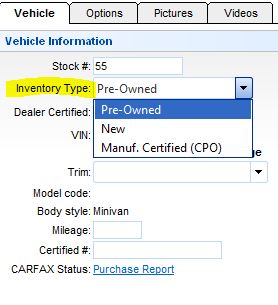 Vehicle Options Pictures Videos
Vehicle Information
Stock #: 55
Inventory Type: Pre-Owned
Pre-Owned
Dealer Certified:
New
VIN:
Manuf. Certified (CPO)
Trim:
Model code:
Body style: Minivan
Mileage:
Certified #:
CARFAX Status: Purchase Report